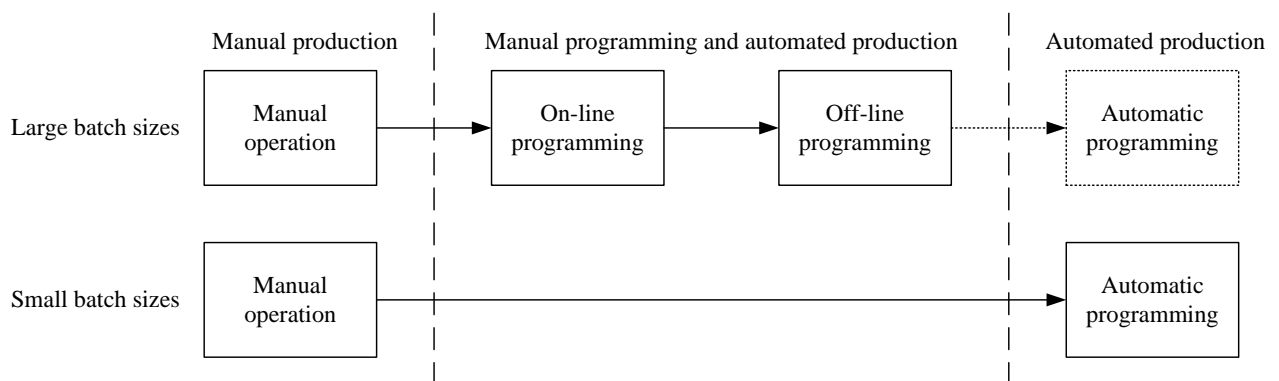 Manual production
Manual programming and automated production
Automated production
Large batch sizes
Manual
operation
On-line
programming
Off-line
programming
Automatic
programming
Small batch sizes
Manual
operation
Automatic
programming